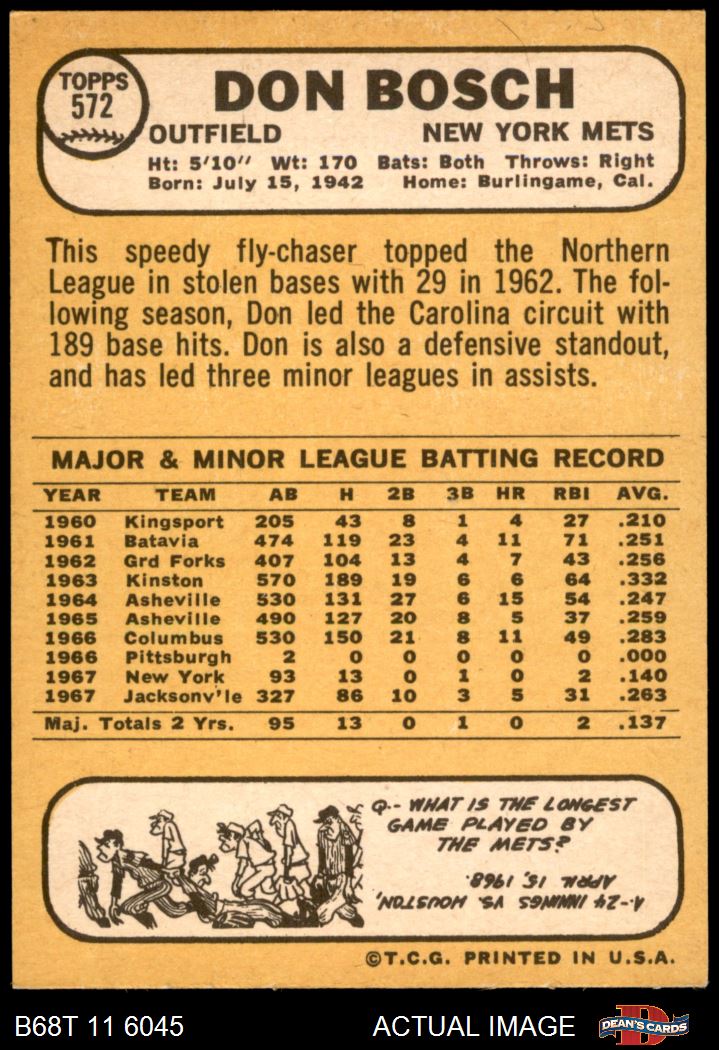 TOPPS
572
DON BOSCH
OUTFIELD NEW YORK METS
Ht: 5'10" Wt: 170 Bats: Both Throws: Right
Born: July 15, 1942 Home: Burlingame, Cal.
This speedy fly-chaser topped the Northern
League in stolen bases with 29 in 1962. The fol-
lowing season, Don led the Carolina circuit with
189 base hits. Don is also a defensive standout,
and has led three minor leagues in assists.
MAJOR & MINOR LEAGUE BATTING RECORD
YEAR TEAM AB H 2B 3B HR RBI AVG.
1960 Kingsport 205 43 8 1 4 27 .210
1961 Batavia 474 119 23 4 11 71 .251
1962 Grd Forks 407 104 13 4 7 43 .256
1963 Kinston 570 189 19 6 6 64 .332
1964 Asheville 530 131 27 6 15 54 .247
1965 Asheville 490 127 20 8 5 37 .259
1966 Columbus 530 150 21 8 11 49 .283
1966 Pittsburgh 2 0 0 0 0 0 .000
1967 New York 93 13 0 1 0 2 .140
1967 Jacksonv'le 327 86 10 3 5 31 .263
Maj. Totals 2 Yrs. 95 13 0 1 0 2 .137
Q.- WHAT IS THE LONGEST
GAME PLAYED BY
THE METS?
A.- 24 INNINGS VS. HOUSTON,
APRIL 15, 1968.
©T.C.G. PRINTED IN U.S.A.
B68T 11 6045 ACTUAL IMAGE
D
DEAN'S CARDS